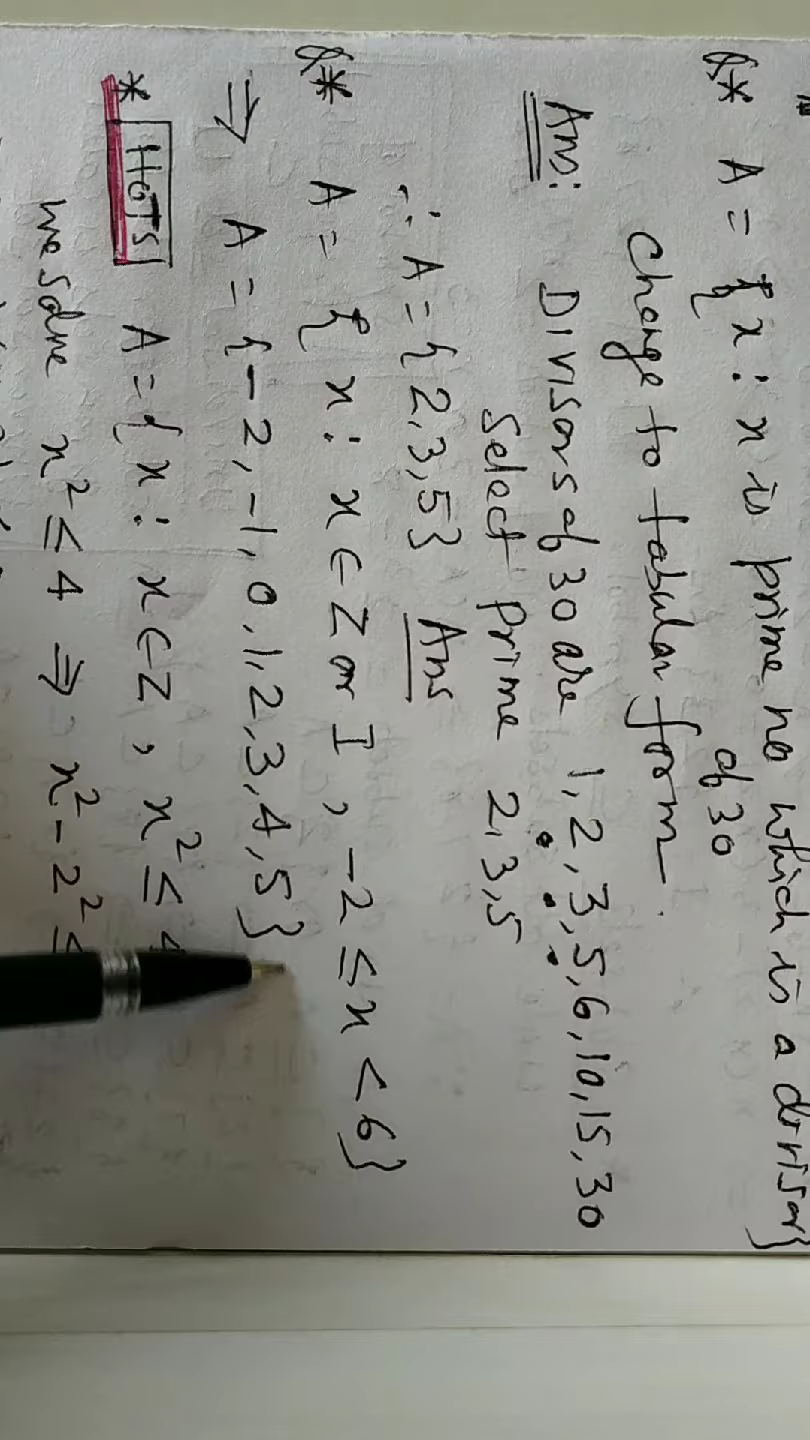 Q* A = {x : x is prime no which is a divisor}
of 30
Change to tabular form.
Ans: Divisors of 30 are 1, 2, 3, 5, 6, 10, 15, 30
Select prime 2, 3, 5
∴ A = {2, 3, 5} Ans
Q* A = {x : x ∈ Z or I, -2 ≤ x < 6}
⇒ A = {-2, -1, 0, 1, 2, 3, 4, 5}
* HOTS A = {x : x ∈ Z, x² ≤ 4
we solve x² ≤ 4 ⇒ x² - 2² ≤